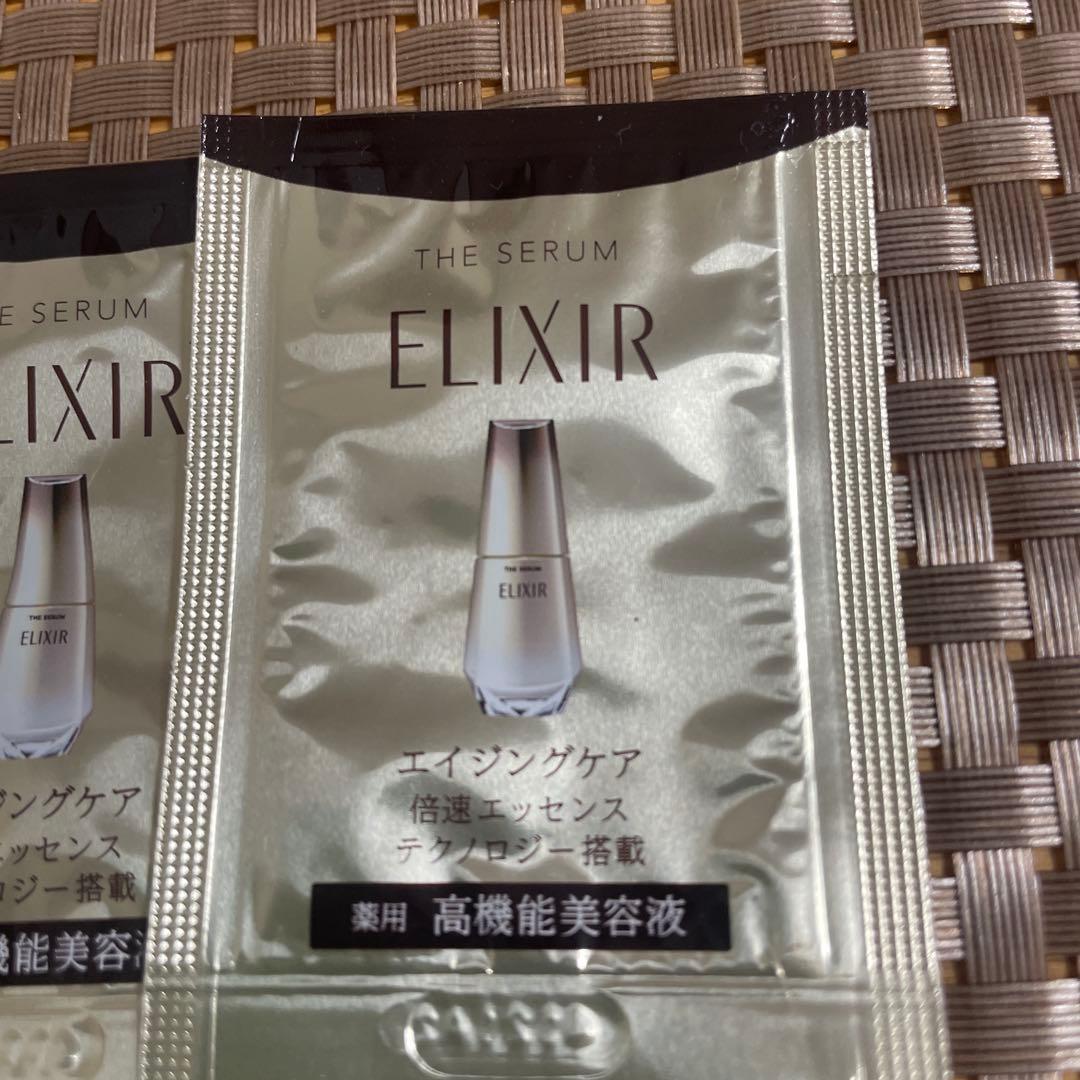 THE SERUM
ELIXIR
THE SERUM
ELIXIR
エイジングケア
倍速エッセンス
テクノロジー搭載
薬用 高機能美容液
E SERUM
LIXIR
THE SERUM
ELIXIR
ジングケア
エッセンス
ロジー搭載
機能美容